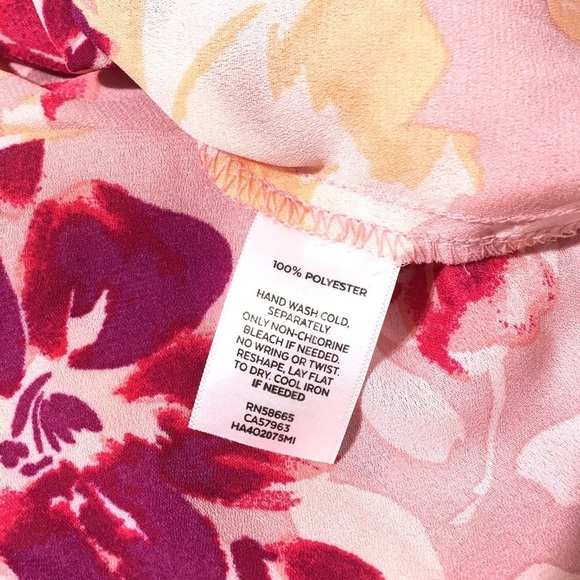 100% POLYESTER
HAND WASH COLD,
SEPARATELY
ONLY NON-CHLORINE
BLEACH IF NEEDED.
NO WRING OR TWIST.
RESHAPE, LAY FLAT
TO DRY. COOL IRON
IF NEEDED
RN58665
CA57963
HA402075MI